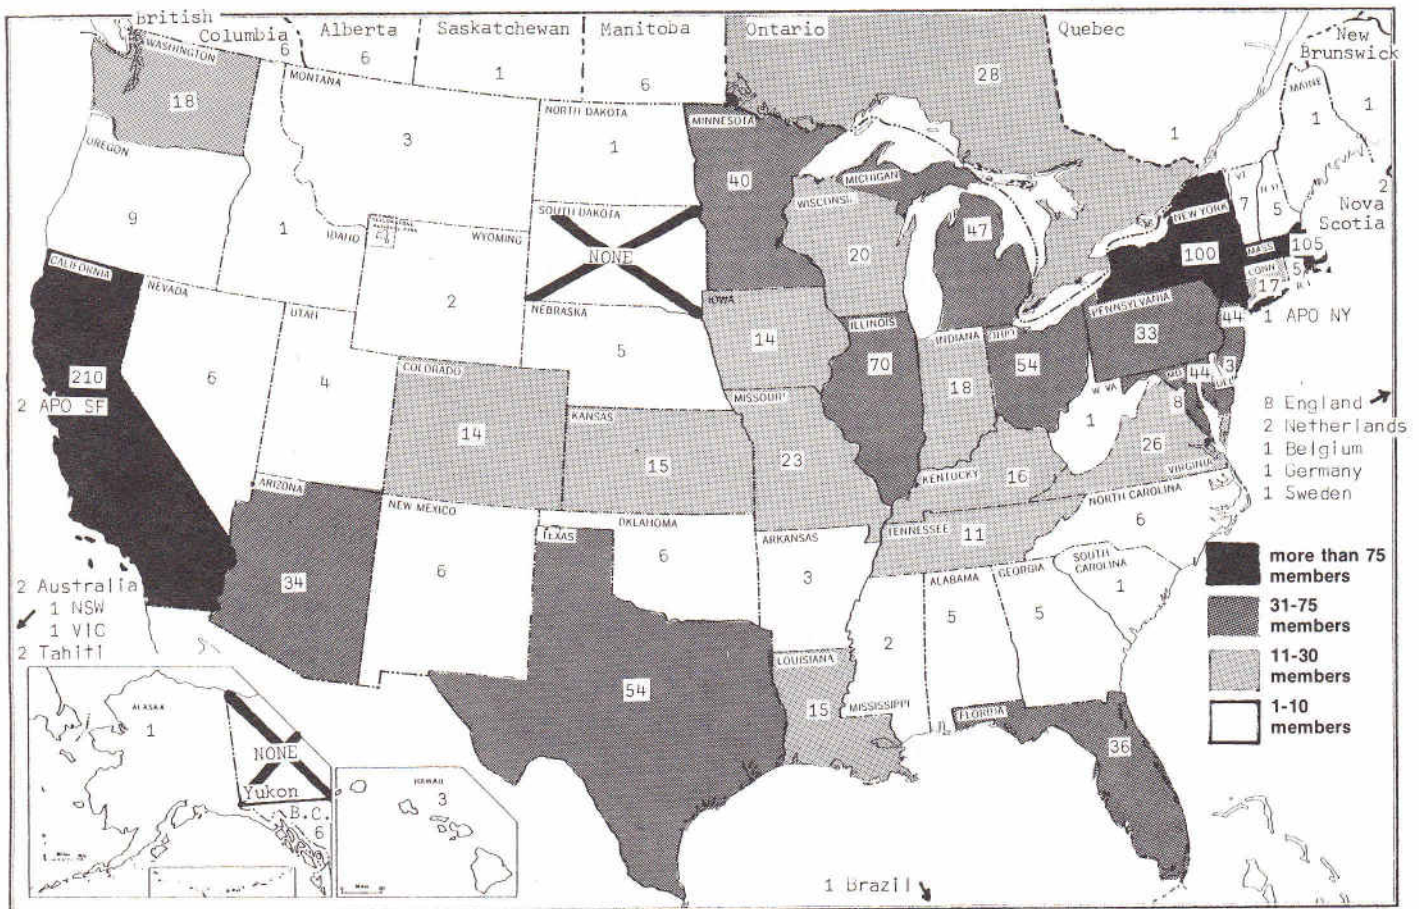 British
Columbia
6
Alberta
6
Saskatchewan
1
Manitoba
6
Ontario
28
Quebec
1
New
Brunswick
1
2
Nova
Scotia
WASHINGTON
18
MONTANA
3
NORTH DAKOTA
1
MINNESOTA
40
MICHIGAN
47
MAINE
1
OREGON
9
IDAHO
1
WYOMING
2
SOUTH DAKOTA
NONE
WISCONSIN
20
VT
7
N.H.
5
NEW YORK
100
MASS
105
CONN
17
5
R.I.
CALIFORNIA
210
2 APO SF
NEVADA
6
UTAH
4
COLORADO
14
NEBRASKA
5
IOWA
14
ILLINOIS
70
INDIANA
18
OHIO
54
PENNSYLVANIA
33
44
1 APO NY
MD
44
DEL
3
8
W VA
1
VIRGINIA
26
8 England
2 Netherlands
1 Belgium
1 Germany
1 Sweden
KANSAS
15
MISSOURI
23
KENTUCKY
16
ARIZONA
34
NEW MEXICO
6
TEXAS
54
OKLAHOMA
6
ARKANSAS
3
TENNESSEE
11
NORTH CAROLINA
6
SOUTH
CAROLINA
1
ALABAMA
5
GEORGIA
5
MISSISSIPPI
2
LOUISIANA
15
FLORIDA
36
2 Australia
1 NSW
1 VIC
2 Tahiti
ALASKA
1
NONE
Yukon
B.C.
6
HAWAII
3
1 Brazil
more than 75
members
31-75
members
11-30
members
1-10
members